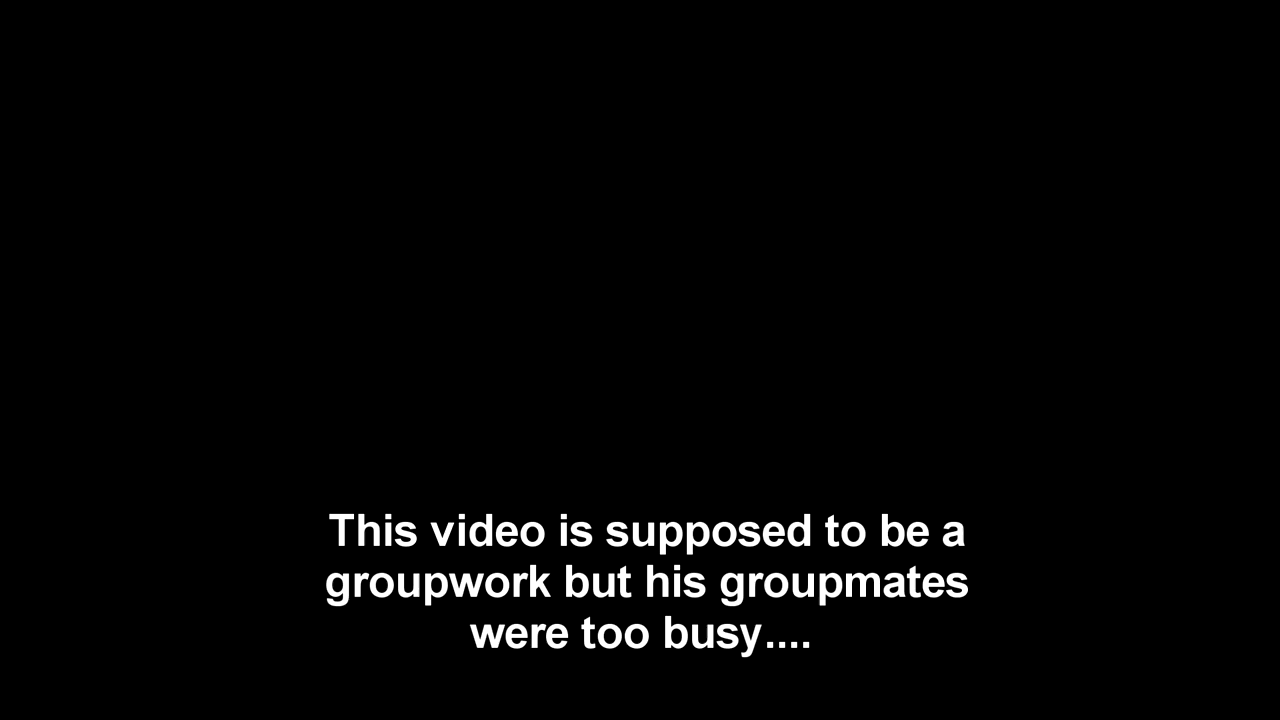 This video is supposed to be a
groupwork but his groupmates
were too busy....